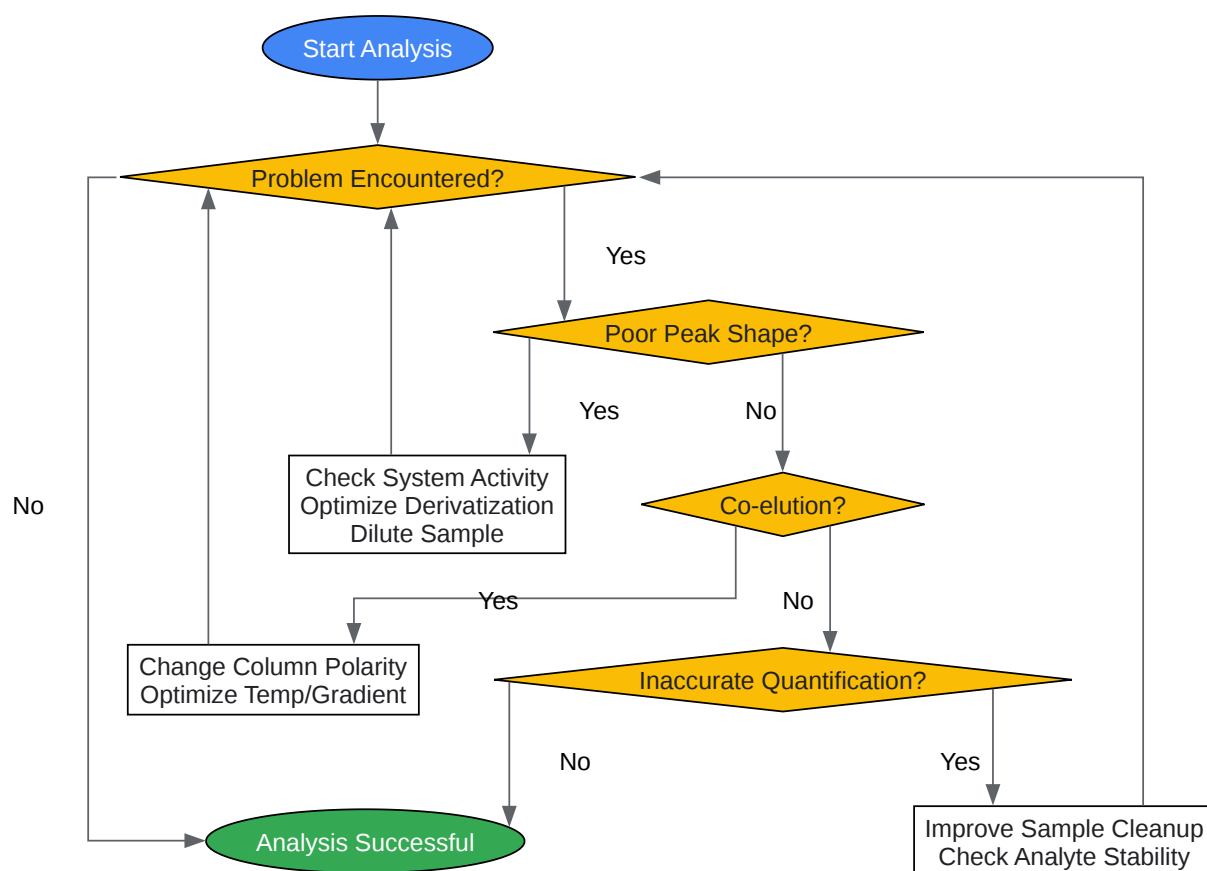 Start Analysis
Problem Encountered?
Yes
Poor Peak Shape?
Yes
No
Check System Activity
Optimize Derivatization
Dilute Sample
No
Co-elution?
Yes
No
Change Column Polarity
Optimize Temp/Gradient
Inaccurate Quantification?
No
Yes
Analysis Successful
Improve Sample Cleanup
Check Analyte Stability